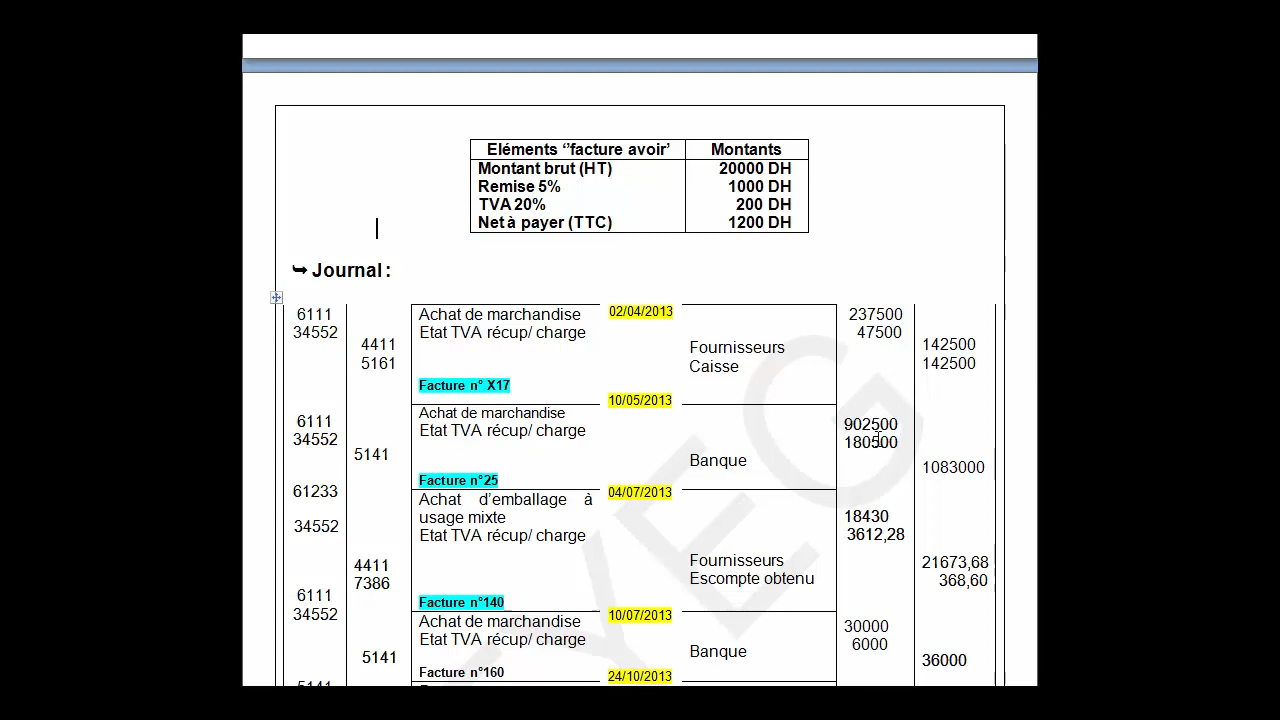 Eléments ‘’facture avoir’ Montants
Montant brut (HT) 20000 DH
Remise 5% 1000 DH
TVA 20% 200 DH
Net à payer (TTC) 1200 DH
➥ Journal :
02/04/2013
6111 Achat de marchandise 237500
34552 Etat TVA récup/ charge 47500
4411 Fournisseurs 142500
5161 Caisse 142500
Facture n° X17
10/05/2013
6111 Achat de marchandise 902500
34552 Etat TVA récup/ charge 180500
5141 Banque 1083000
Facture n°25
04/07/2013
61233 Achat d’emballage à
usage mixte 18430
34552 Etat TVA récup/ charge 3612,28
4411 Fournisseurs 21673,68
7386 Escompte obtenu 368,60
Facture n°140
10/07/2013
6111 Achat de marchandise 30000
34552 Etat TVA récup/ charge 6000
5141 Banque 36000
Facture n°160
24/10/2013